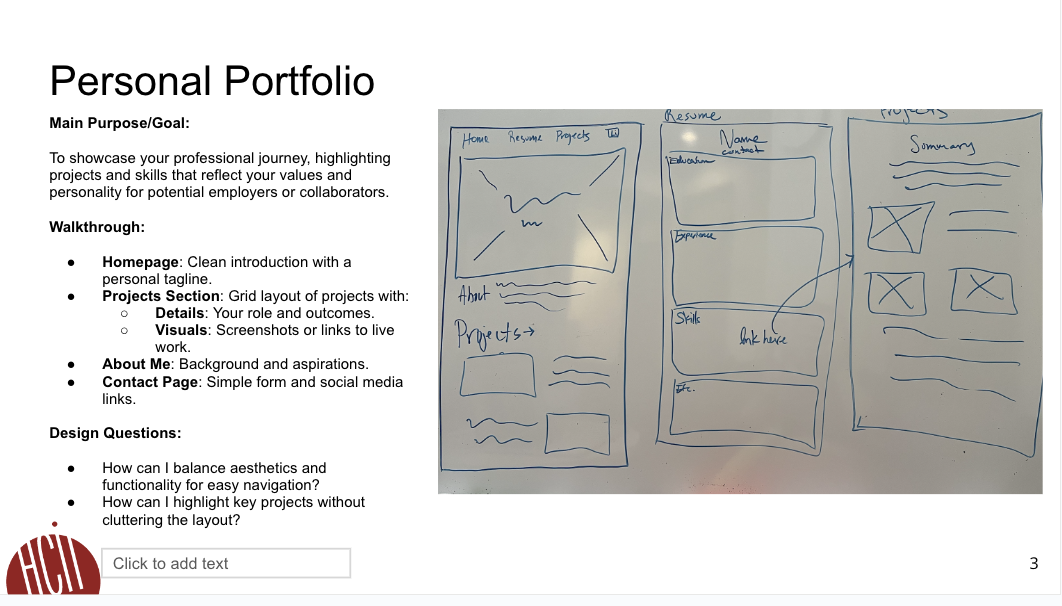 Personal Portfolio
Main Purpose/Goal:
To showcase your professional journey, highlighting
projects and skills that reflect your values and
personality for potential employers or collaborators.
Walkthrough:
● Homepage: Clean introduction with a
personal tagline.
● Projects Section: Grid layout of projects with:
○ Details: Your role and outcomes.
○ Visuals: Screenshots or links to live
work.
● About Me: Background and aspirations.
● Contact Page: Simple form and social media
links.
Design Questions:
● How can I balance aesthetics and
functionality for easy navigation?
● How can I highlight key projects without
cluttering the layout?
HCII
Click to add text
3
Home Resume Projects in
About
Projects→
Resume
Name
contact
Education
Experience
Skills
link here
Etc.
Projects
Summary